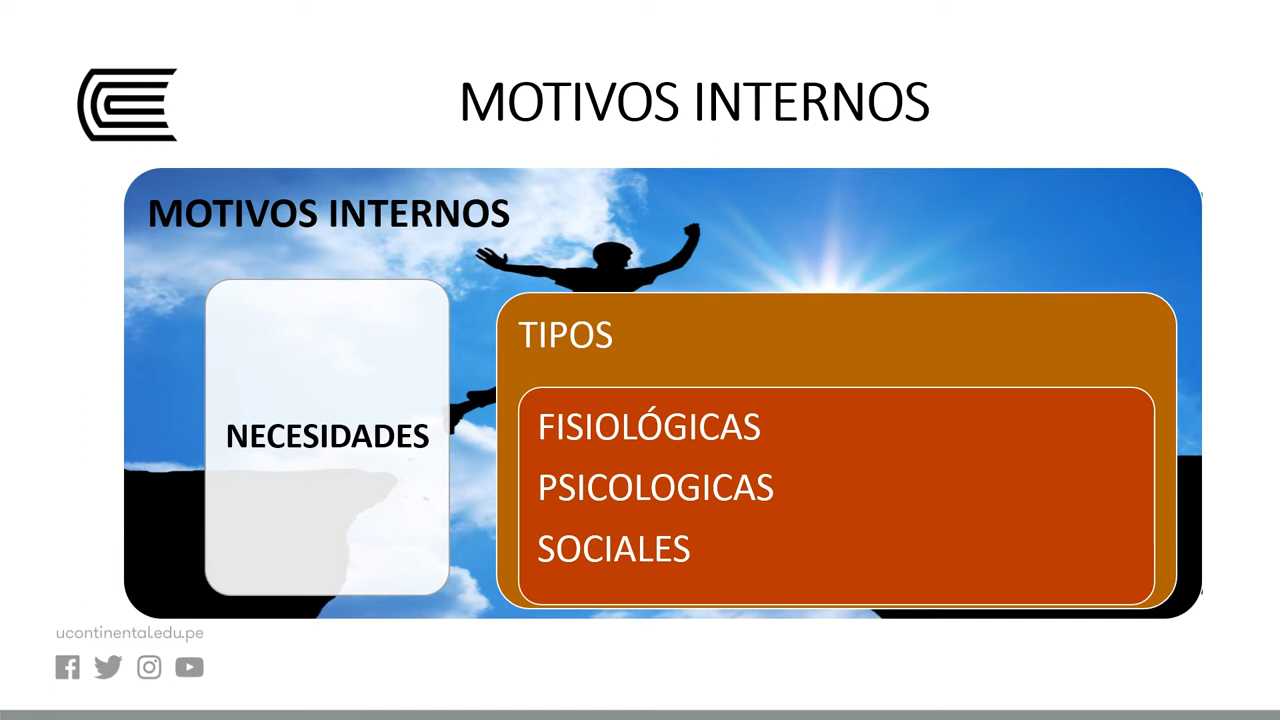 MOTIVOS INTERNOS
MOTIVOS INTERNOS
NECESIDADES
TIPOS
FISIOLÓGICAS
PSICOLOGICAS
SOCIALES
ucontinental.edu.pe